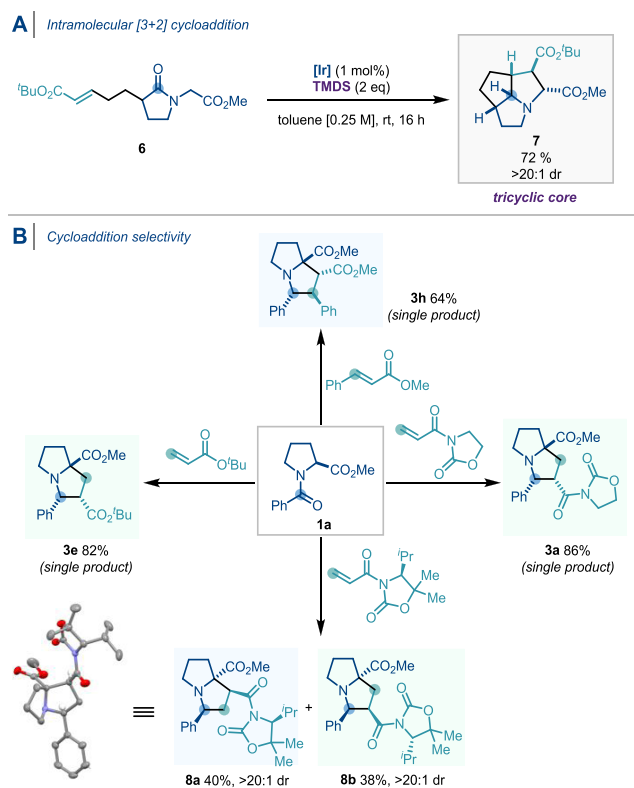 A Intramolecular [3+2] cycloaddition
[Ir] (1 mol%)
TMDS (2 eq)
toluene [0.25 M], rt, 16 h
ᵗBuO₂C
O
N
CO₂Me
6
H
CO₂ᵗBu
H
CO₂Me
N
H
7
72 %
>20:1 dr
tricyclic core
B Cycloaddition selectivity
CO₂Me
N
CO₂Me
Ph
Ph
3h 64%
(single product)
O
Ph
OMe
CO₂Me
N
Ph
CO₂ᵗBu
3e 82%
(single product)
O
OᵗBu
N
CO₂Me
Ph
O
1a
O
N
O
O
CO₂Me
N
O
Ph
N
O
O
3a 86%
(single product)
O
ⁱPr
N
Me
O
O
Me
CO₂Me
N
O
Ph
N
ⁱPr
O
O
Me
Me
8a 40%, >20:1 dr
+
CO₂Me
N
O
O
Ph
N
Me
O
Me
ⁱPr
8b 38%, >20:1 dr